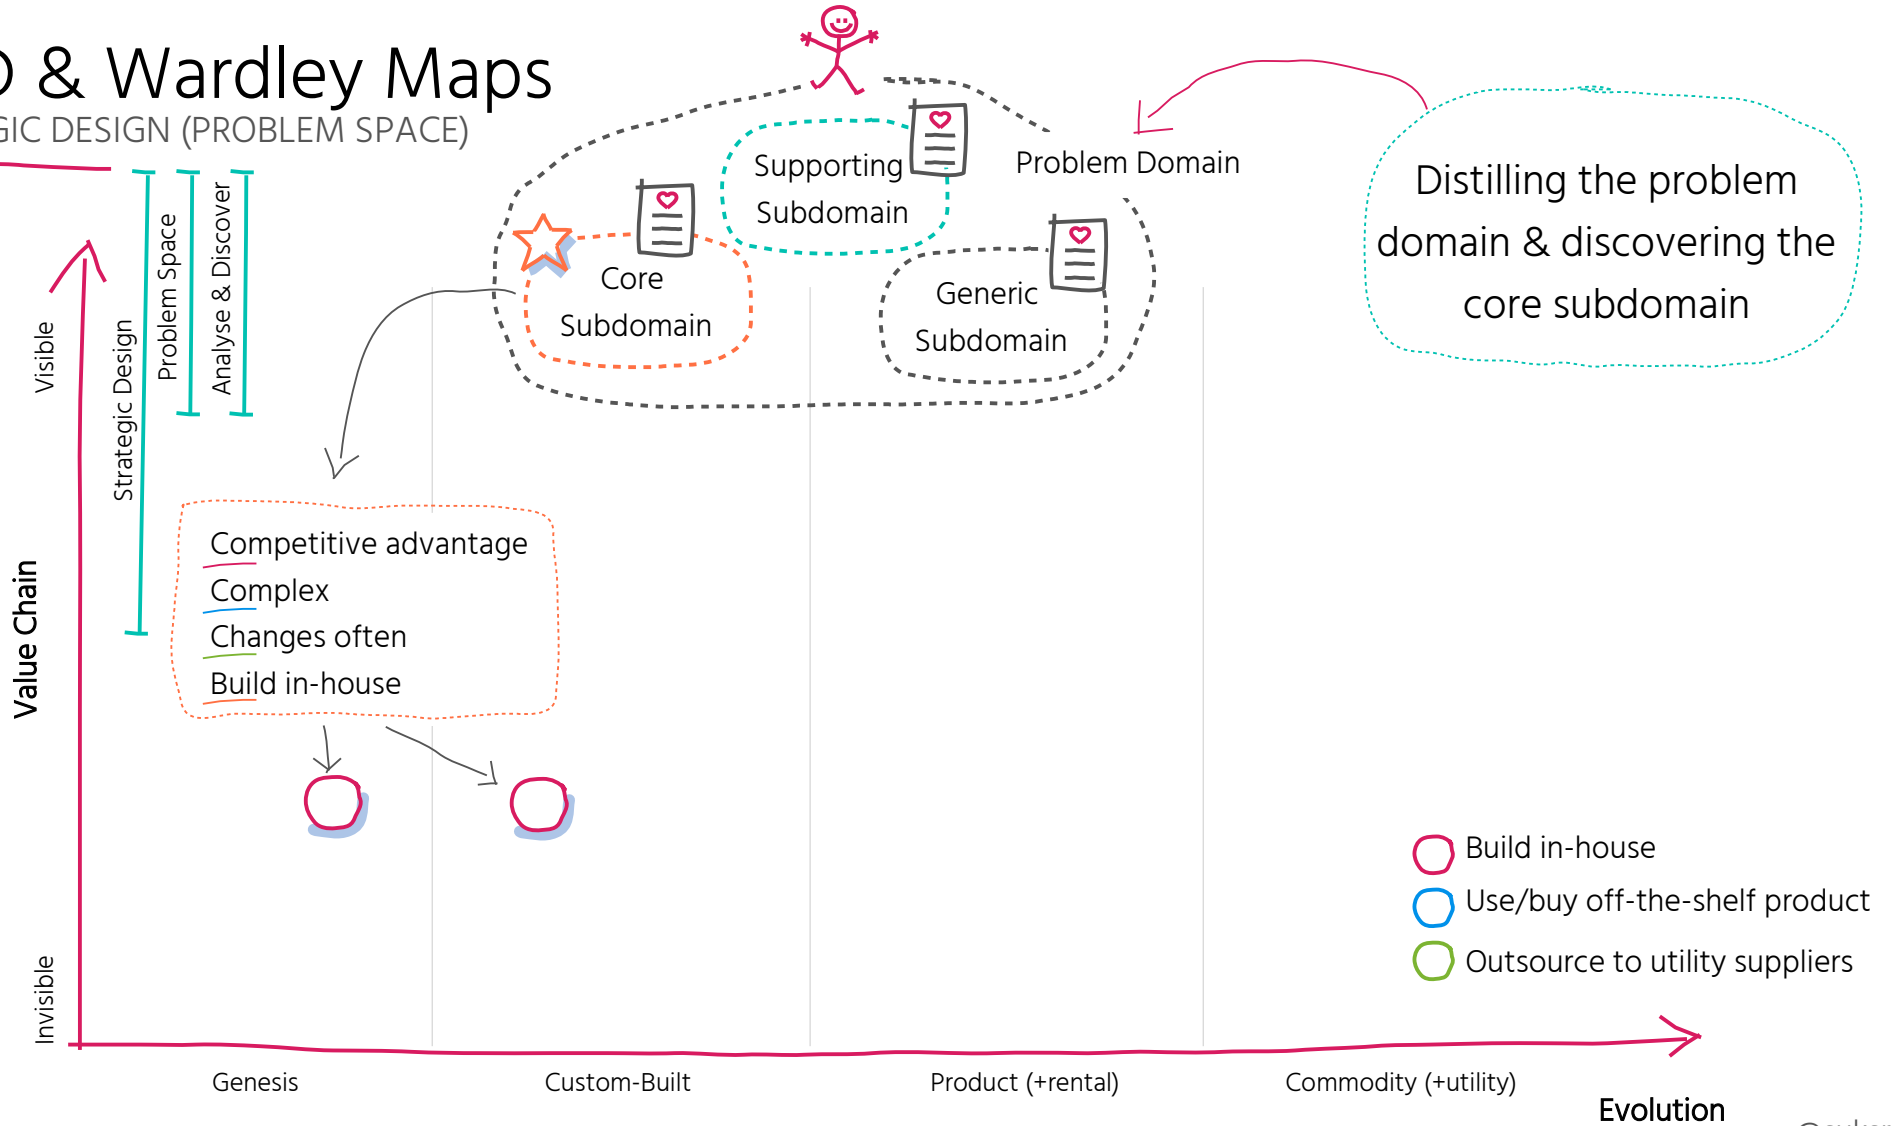 & Wardley Maps
GIC DESIGN (PROBLEM SPACE)
Strategic Design
Problem Space
Analyse & Discover
Supporting
Subdomain
Problem Domain
Core
Subdomain
Generic
Subdomain
Distilling the problem
domain & discovering the
core subdomain
Visible
Value Chain
Invisible
Competitive advantage
Complex
Changes often
Build in-house
Build in-house
Use/buy off-the-shelf product
Outsource to utility suppliers
Genesis
Custom-Built
Product (+rental)
Commodity (+utility)
Evolution